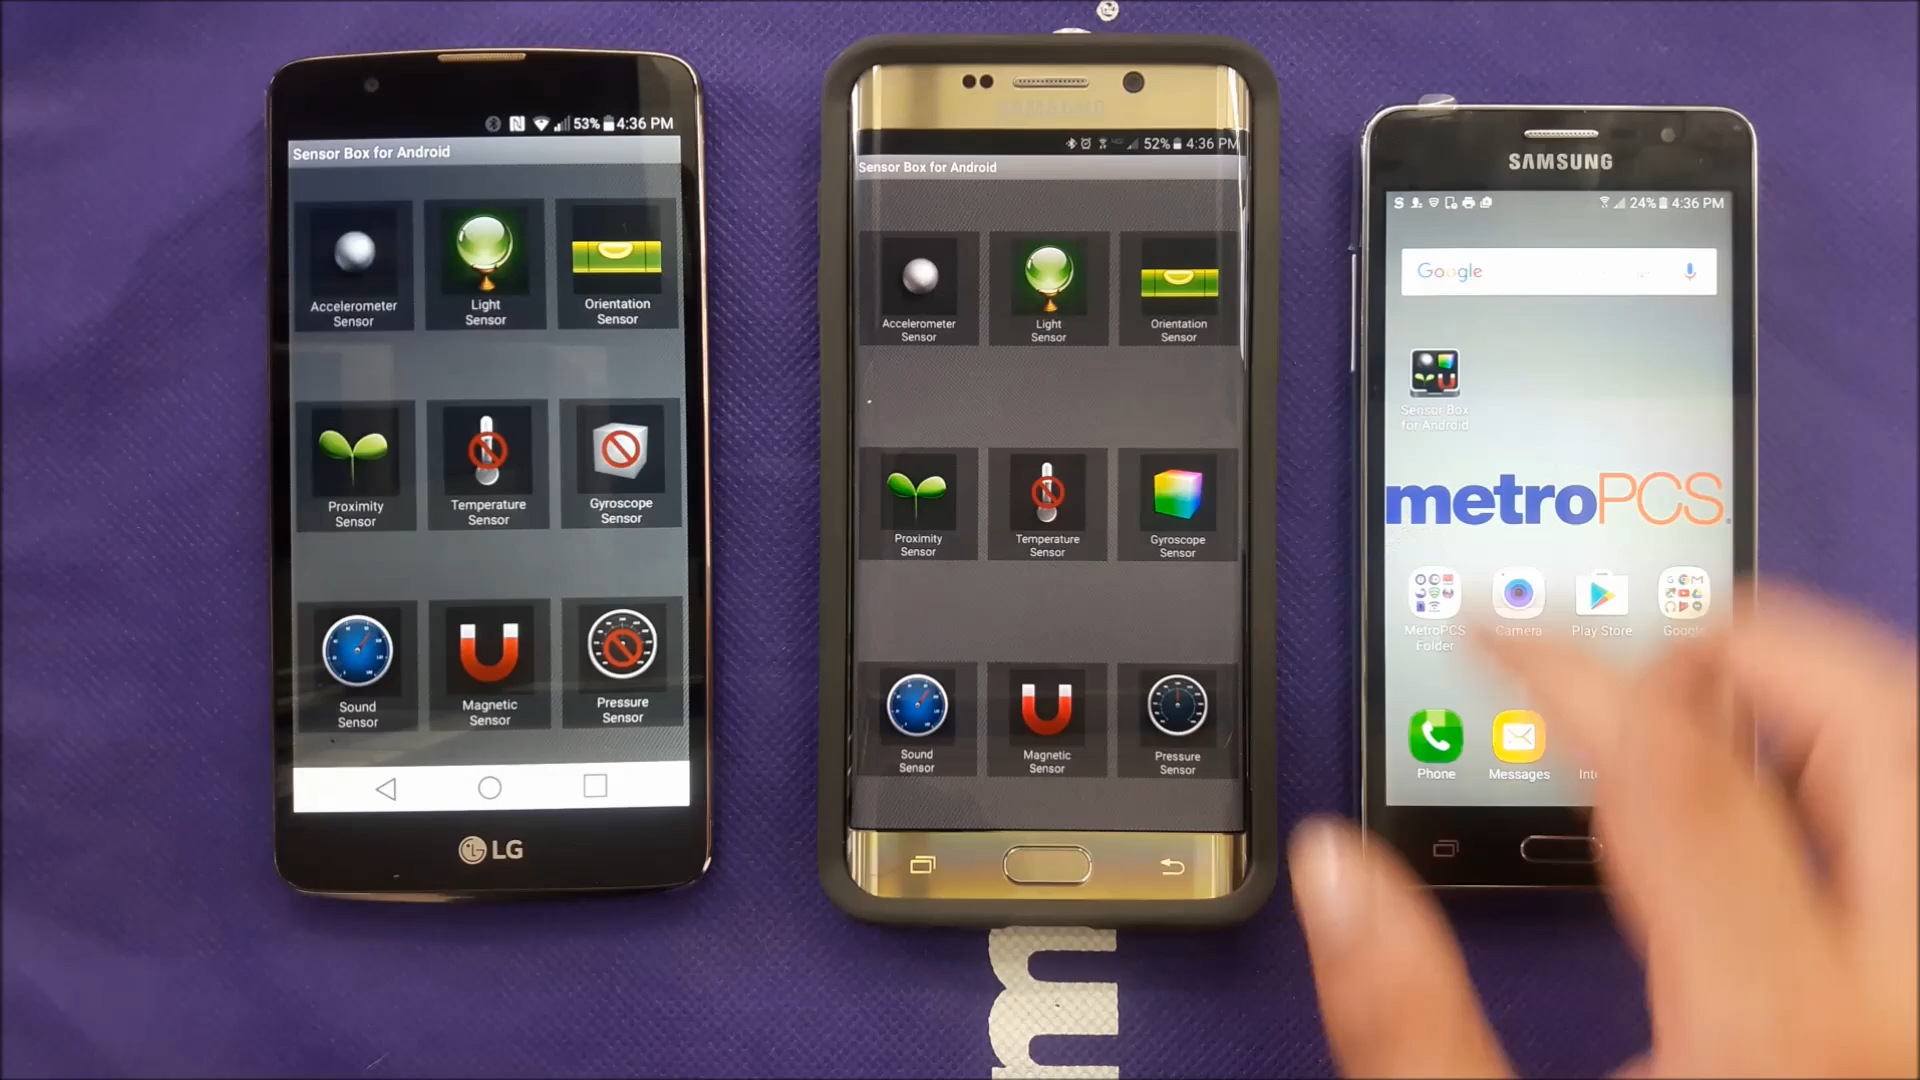 53% 4:36 PM
Sensor Box for Android
Accelerometer
Sensor
Light
Sensor
Orientation
Sensor
Proximity
Sensor
Temperature
Sensor
Gyroscope
Sensor
Sound
Sensor
Magnetic
Sensor
Pressure
Sensor
LG
SAMSUNG
52% 4:36 PM
Sensor Box for Android
Accelerometer
Sensor
Light
Sensor
Orientation
Sensor
Proximity
Sensor
Temperature
Sensor
Gyroscope
Sensor
Sound
Sensor
Magnetic
Sensor
Pressure
Sensor
m
SAMSUNG
24% 4:36 PM
Google
Sensor Box
for Android
metroPCS
MetroPCS
Folder
Camera
Play Store
Google
Phone
Messages